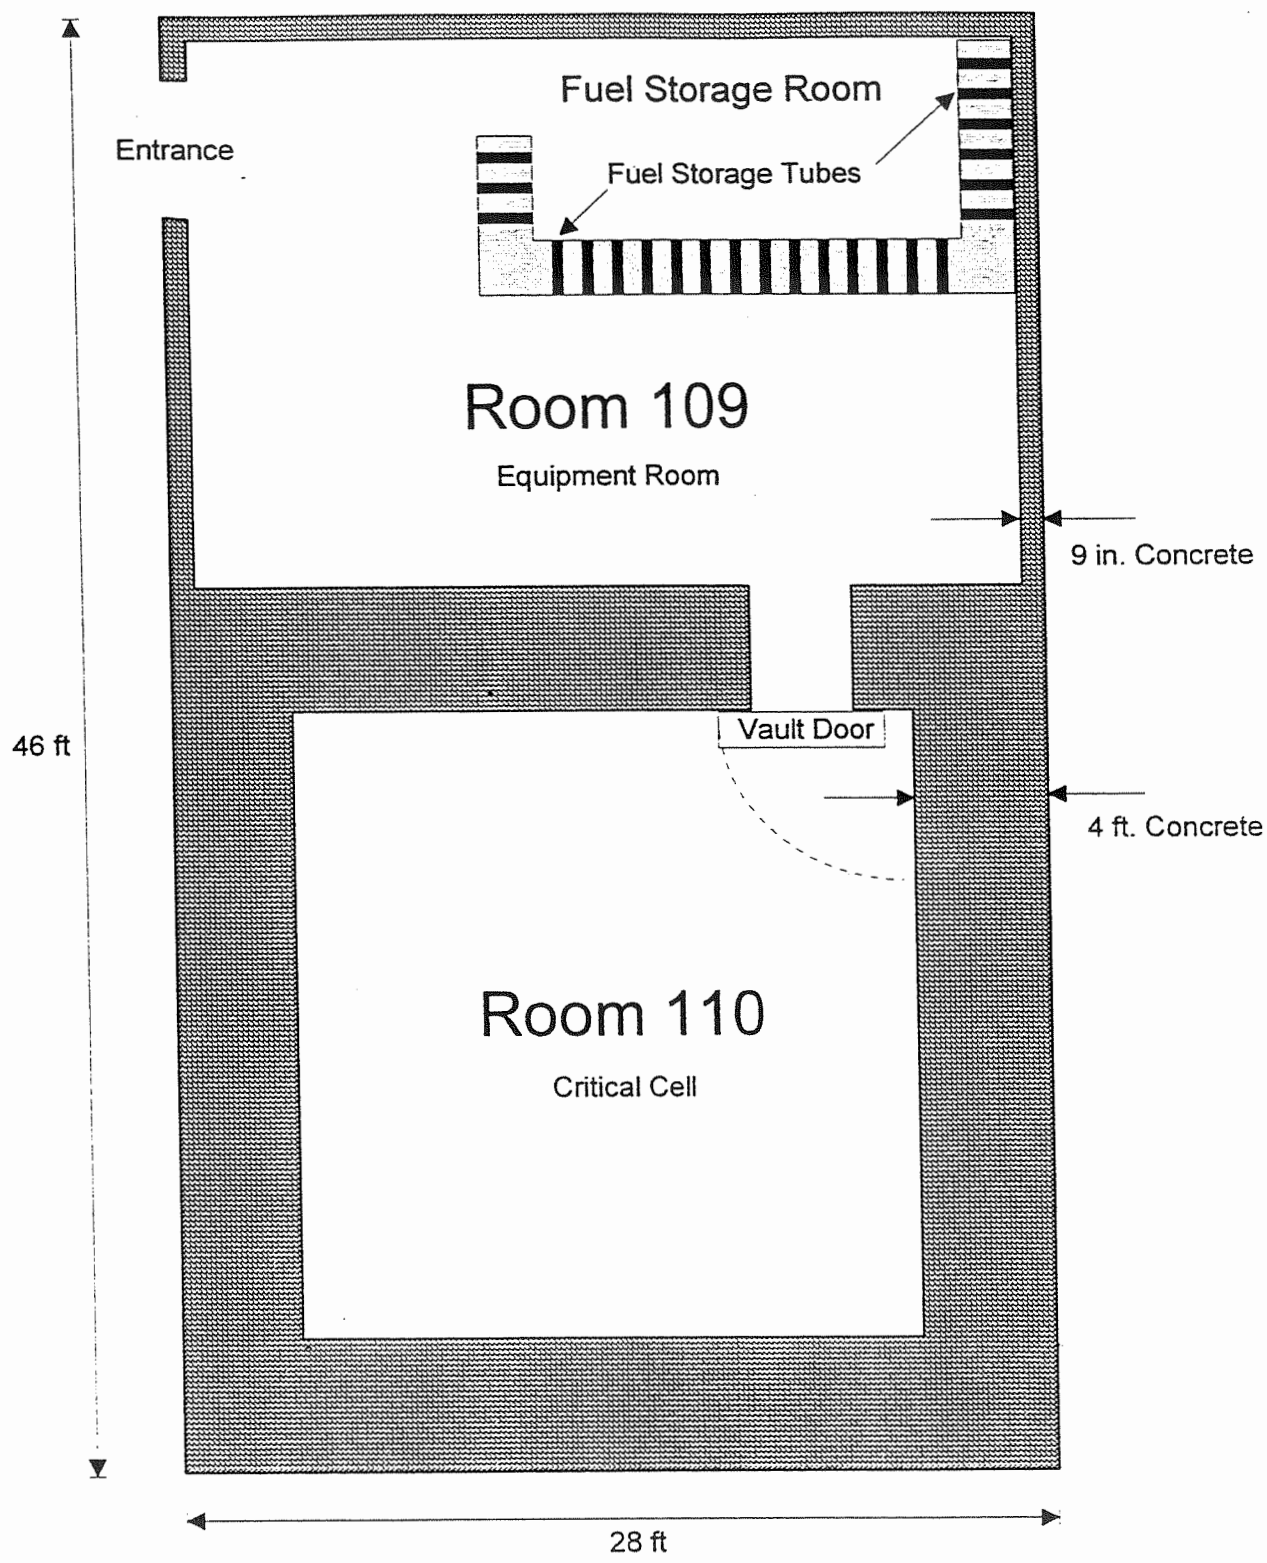 Fuel Storage Room
Entrance
Fuel Storage Tubes
Room 109
Equipment Room
9 in. Concrete
Vault Door
46 ft
4 ft. Concrete
Room 110
Critical Cell
28 ft